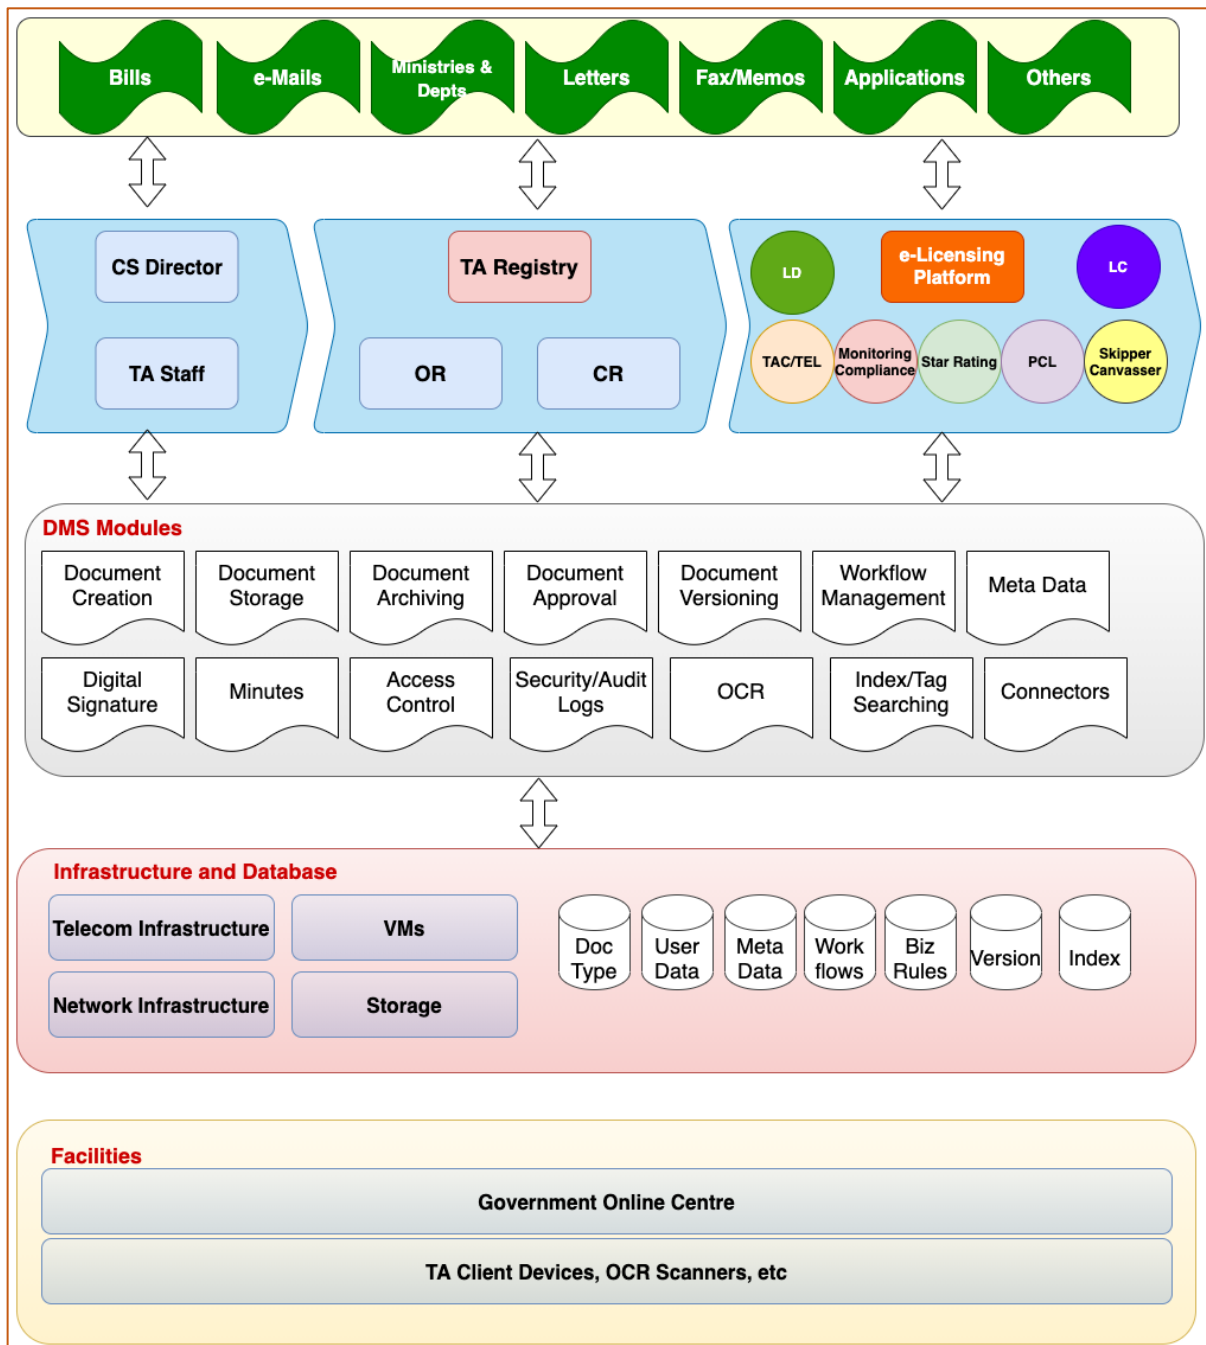 Bills
e-Mails
Ministries &
Depts
Letters
Fax/Memos
Applications
Others
CS Director
TA Staff
TA Registry
OR
CR
LD
e-Licensing
Platform
LC
TAC/TEL
Monitoring
Compliance
Star Rating
PCL
Skipper
Canvasser
DMS Modules
Document
Creation
Document
Storage
Document
Archiving
Document
Approval
Document
Versioning
Workflow
Management
Meta Data
Digital
Signature
Minutes
Access
Control
Security/Audit
Logs
OCR
Index/Tag
Searching
Connectors
Infrastructure and Database
Telecom Infrastructure
VMs
Network Infrastructure
Storage
Doc
Type
User
Data
Meta
Data
Work
flows
Biz
Rules
Version
Index
Facilities
Government Online Centre
TA Client Devices, OCR Scanners, etc